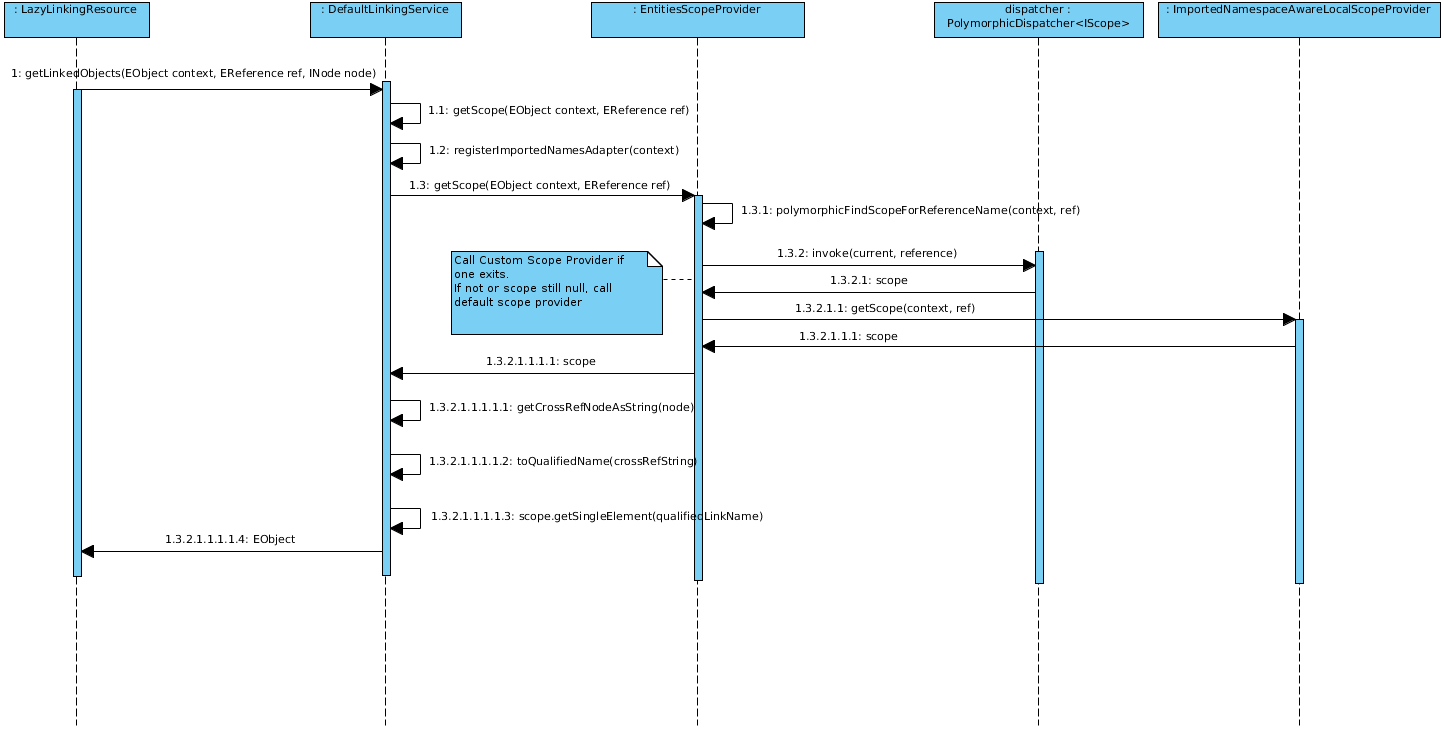 : LazyLinkingResource
: DefaultLinkingService
: EntitiesScopeProvider
dispatcher :
PolymorphicDispatcher<IScope>
: ImportedNamespaceAwareLocalScopeProvider
1: getLinkedObjects(EObject context, EReference ref, INode node)
1.1: getScope(EObject context, EReference ref)
1.2: registerImportedNamesAdapter(context)
1.3: getScope(EObject context, EReference ref)
1.3.1: polymorphicFindScopeForReferenceName(context, ref)
1.3.2: invoke(current, reference)
Call Custom Scope Provider if
one exits.
If not or scope still null, call
default scope provider
1.3.2.1: scope
1.3.2.1.1: getScope(context, ref)
1.3.2.1.1.1: scope
1.3.2.1.1.1.1: scope
1.3.2.1.1.1.1.1: getCrossRefNodeAsString(node)
1.3.2.1.1.1.1.2: toQualifiedName(crossRefString)
1.3.2.1.1.1.1.3: scope.getSingleElement(qualifiedLinkName)
1.3.2.1.1.1.1.4: EObject